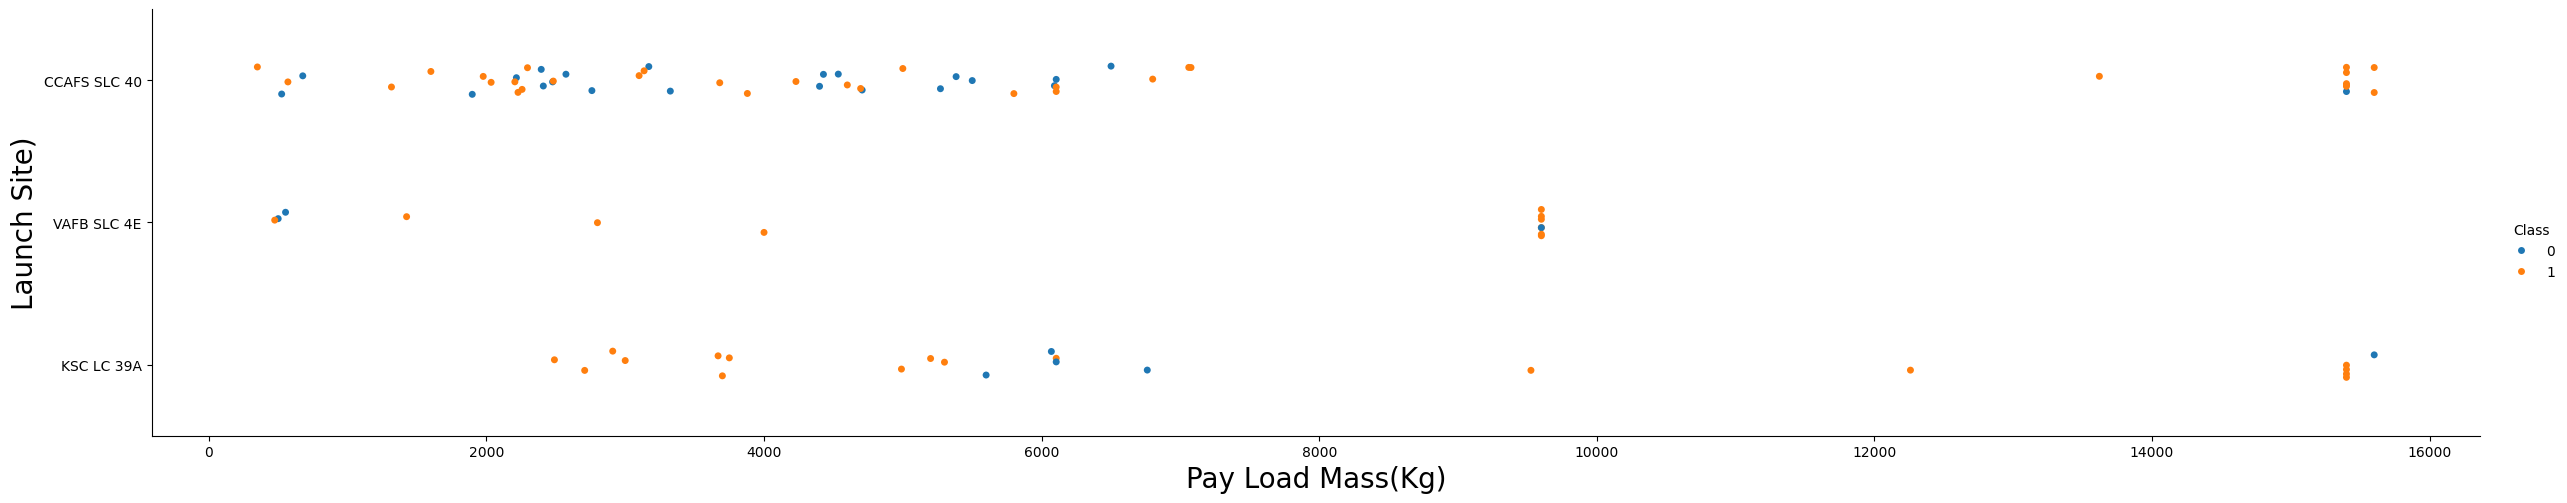 Launch Site)
CCAFS SLC 40
VAFB SLC 4E
KSC LC 39A
0 2000 4000 6000 8000 10000 12000 14000 16000
Pay Load Mass(Kg)
Class
0
1